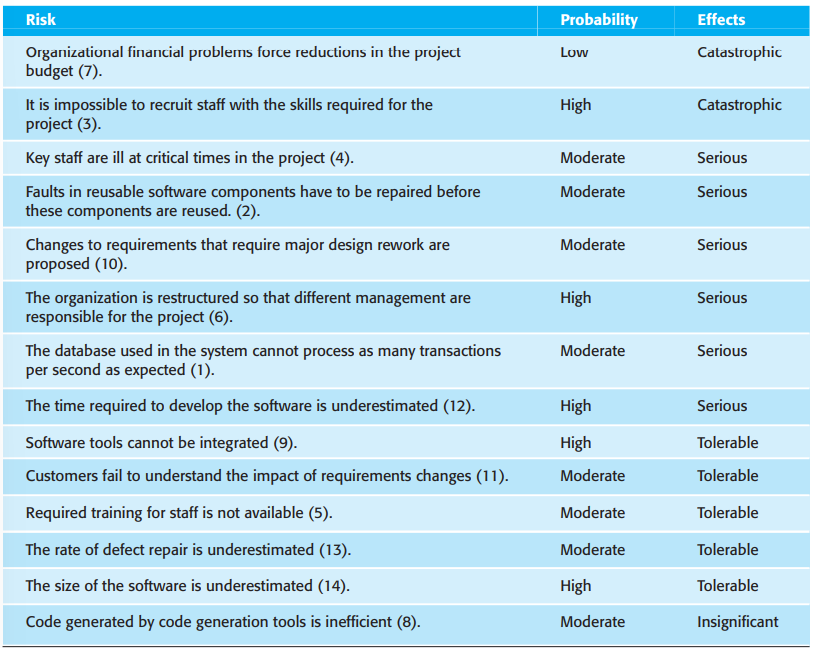 Risk Probability Effects
Organizational financial problems force reductions in the project Low Catastrophic
budget (7).
It is impossible to recruit staff with the skills required for the High Catastrophic
project (3).
Key staff are ill at critical times in the project (4). Moderate Serious
Faults in reusable software components have to be repaired before Moderate Serious
these components are reused. (2).
Changes to requirements that require major design rework are Moderate Serious
proposed (10).
The organization is restructured so that different management are High Serious
responsible for the project (6).
The database used in the system cannot process as many transactions Moderate Serious
per second as expected (1).
The time required to develop the software is underestimated (12). High Serious
Software tools cannot be integrated (9). High Tolerable
Customers fail to understand the impact of requirements changes (11). Moderate Tolerable
Required training for staff is not available (5). Moderate Tolerable
The rate of defect repair is underestimated (13). Moderate Tolerable
The size of the software is underestimated (14). High Tolerable
Code generated by code generation tools is inefficient (8). Moderate Insignificant